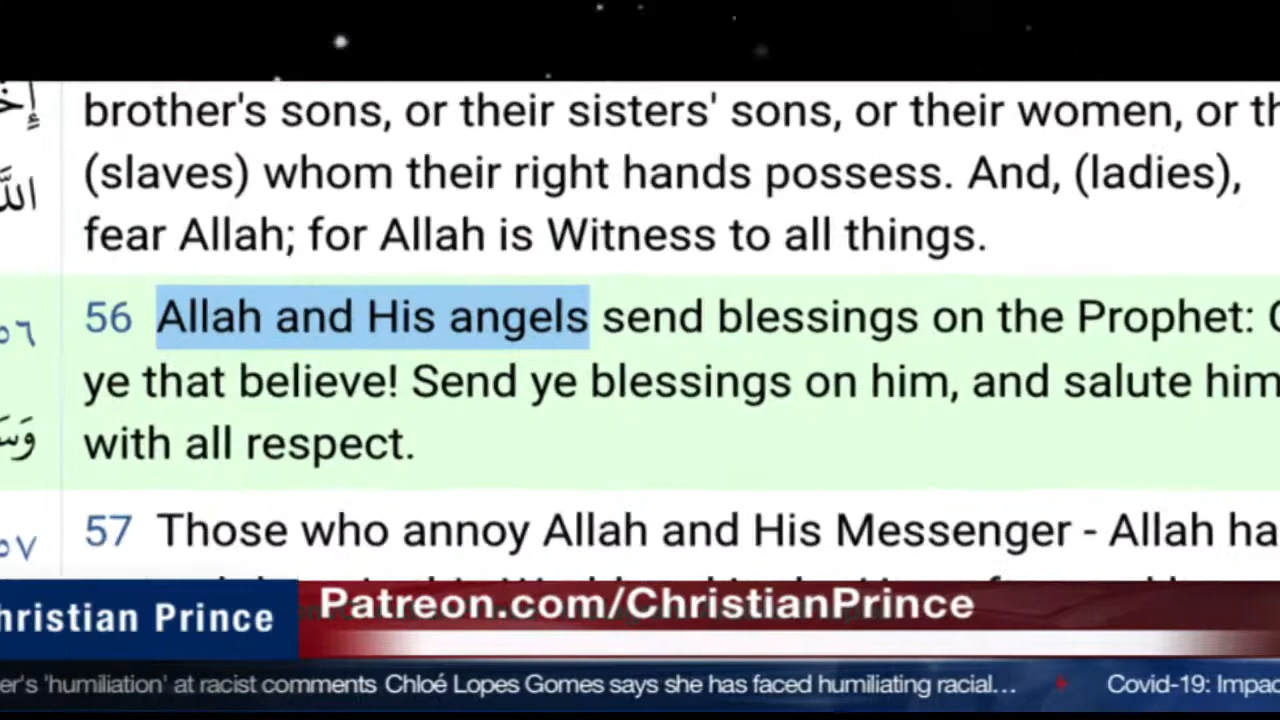 brother's sons, or their sisters' sons, or their women, or th
(slaves) whom their right hands possess. And, (ladies),
fear Allah; for Allah is Witness to all things.
٥٦
56 Allah and His angels send blessings on the Prophet: O
ye that believe! Send ye blessings on him, and salute him
with all respect.
٥٧
57 Those who annoy Allah and His Messenger - Allah ha
hristian Prince
Patreon.com/ChristianPrince
er's 'humiliation' at racist comments Chloé Lopes Gomes says she has faced humiliating racial... Covid-19: Impac